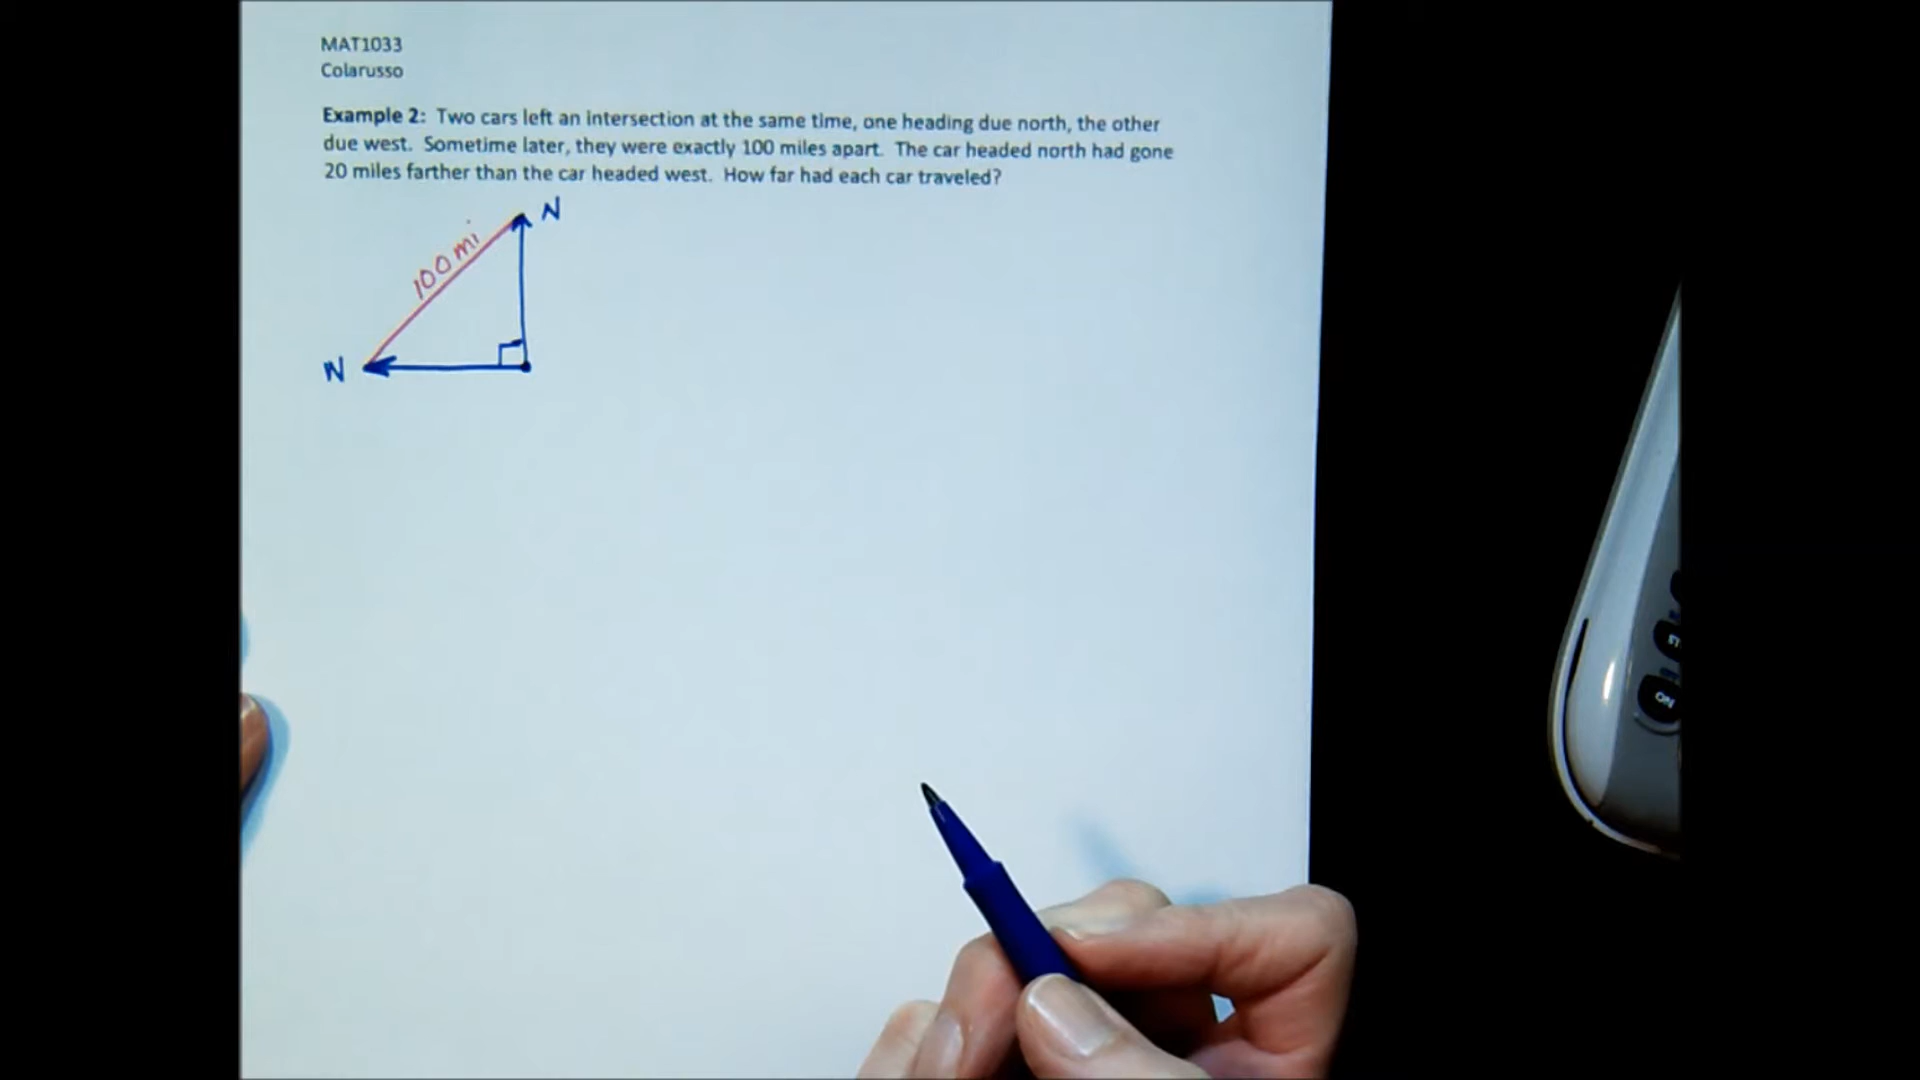 MAT1033
Colarusso
Example 2: Two cars left an intersection at the same time, one heading due north, the other
due west. Sometime later, they were exactly 100 miles apart. The car headed north had gone
20 miles farther than the car headed west. How far had each car traveled?
N
100 mi
W
ON